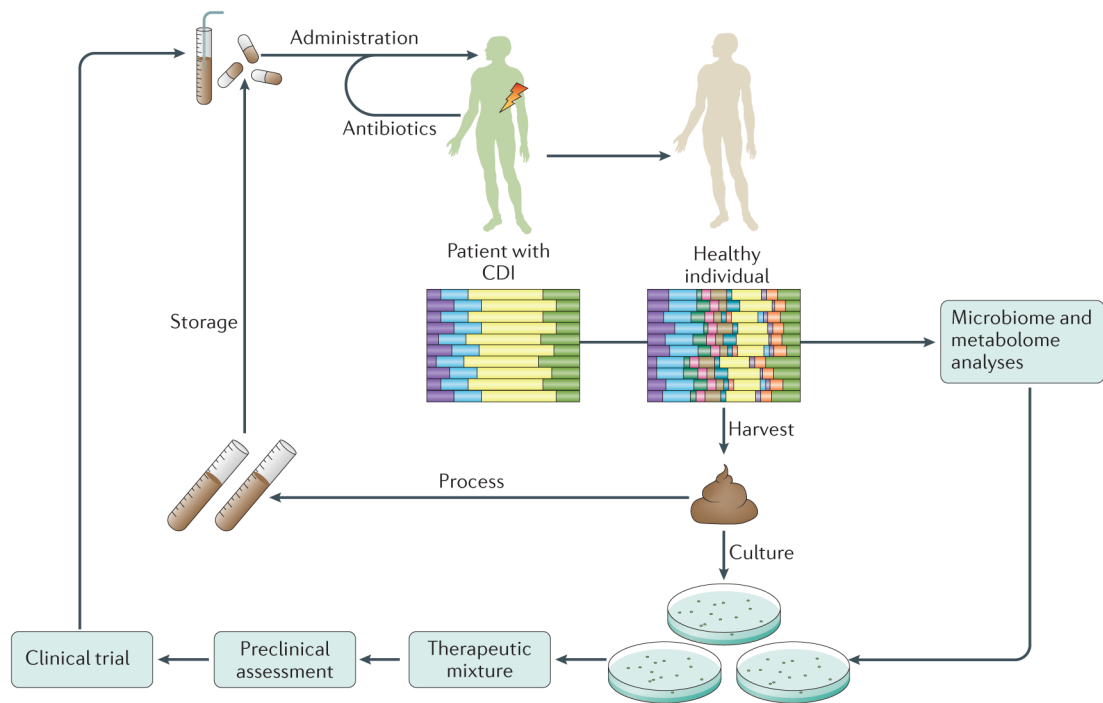 Administration
Antibiotics
Patient with
CDI
Healthy
individual
Storage
Microbiome and
metabolome
analyses
Harvest
Process
Culture
Clinical trial
Preclinical
assessment
Therapeutic
mixture